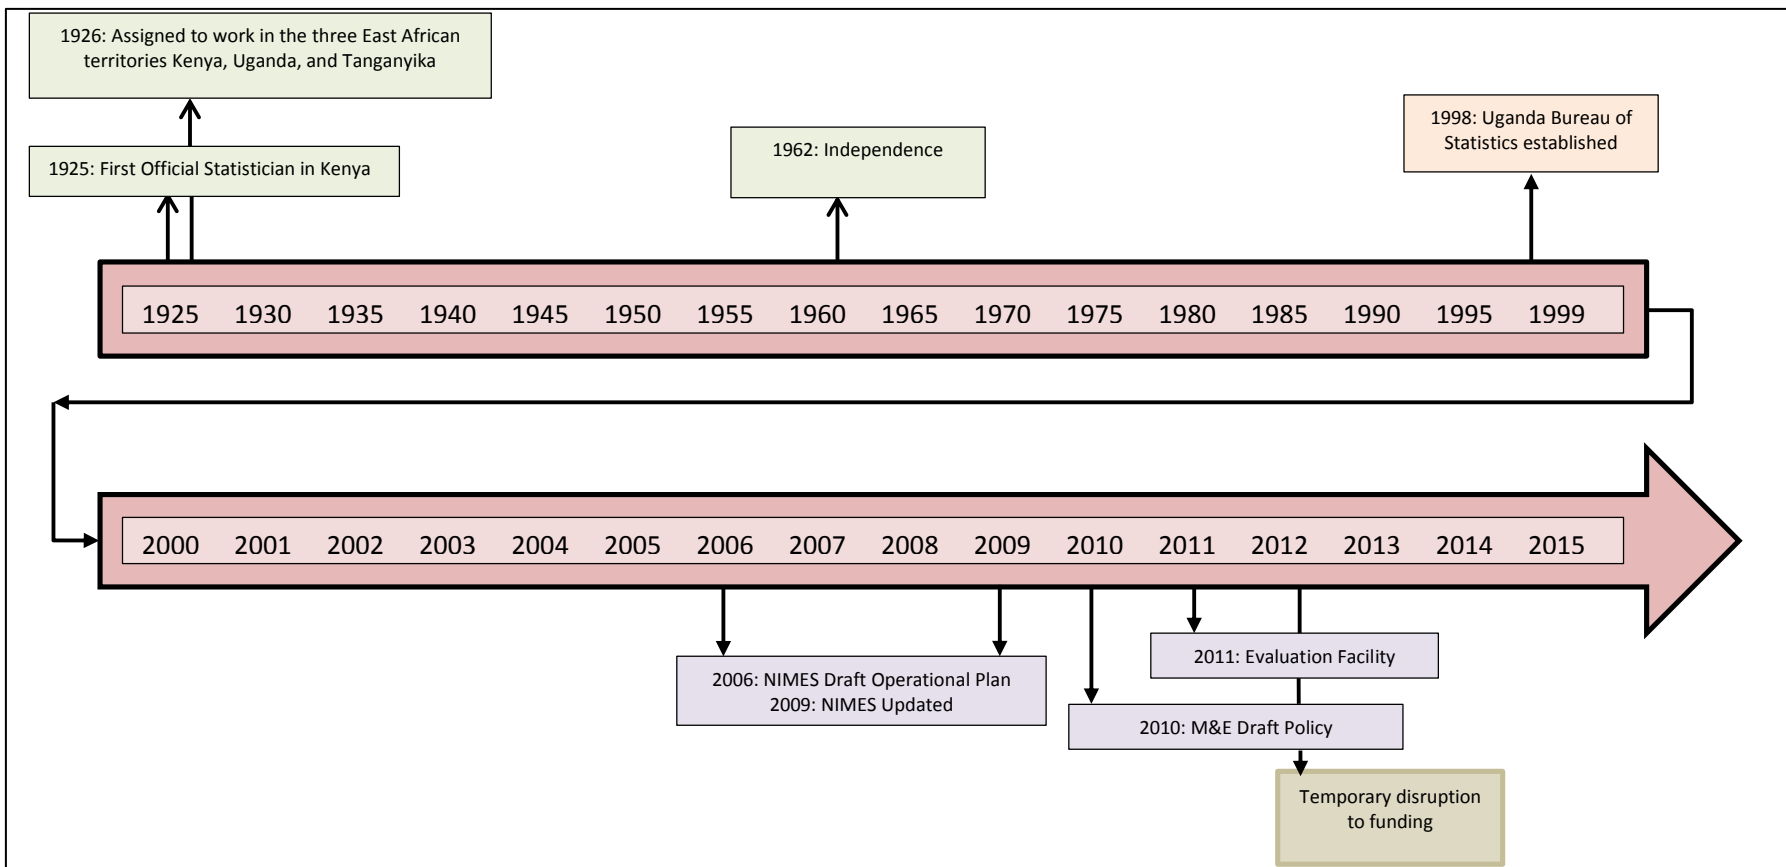 1926: Assigned to work in the three East African
territories Kenya, Uganda, and Tanganyika
1925: First Official Statistician in Kenya
1962: Independence
1998: Uganda Bureau of
Statistics established
1925 1930 1935 1940 1945 1950 1955 1960 1965 1970 1975 1980 1985 1990 1995 1999
2000 2001 2002 2003 2004 2005 2006 2007 2008 2009 2010 2011 2012 2013 2014 2015
2006: NIMES Draft Operational Plan
2009: NIMES Updated
2011: Evaluation Facility
2010: M&E Draft Policy
Temporary disruption
to funding